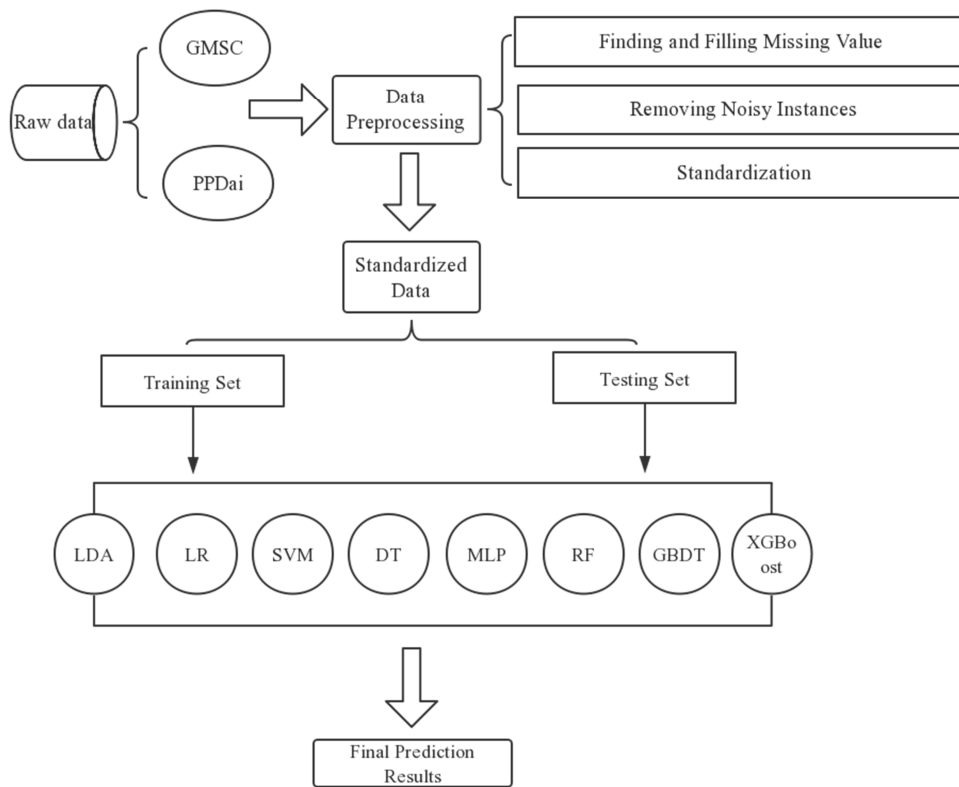 GMSC
Finding and Filling Missing Value
Raw data
Data
Preprocessing
Removing Noisy Instances
PPDai
Standardization
Standardized
Data
Training Set
Testing Set
LDA
LR
SVM
DT
MLP
RF
GBDT
XGBo
ost
Final Prediction
Results